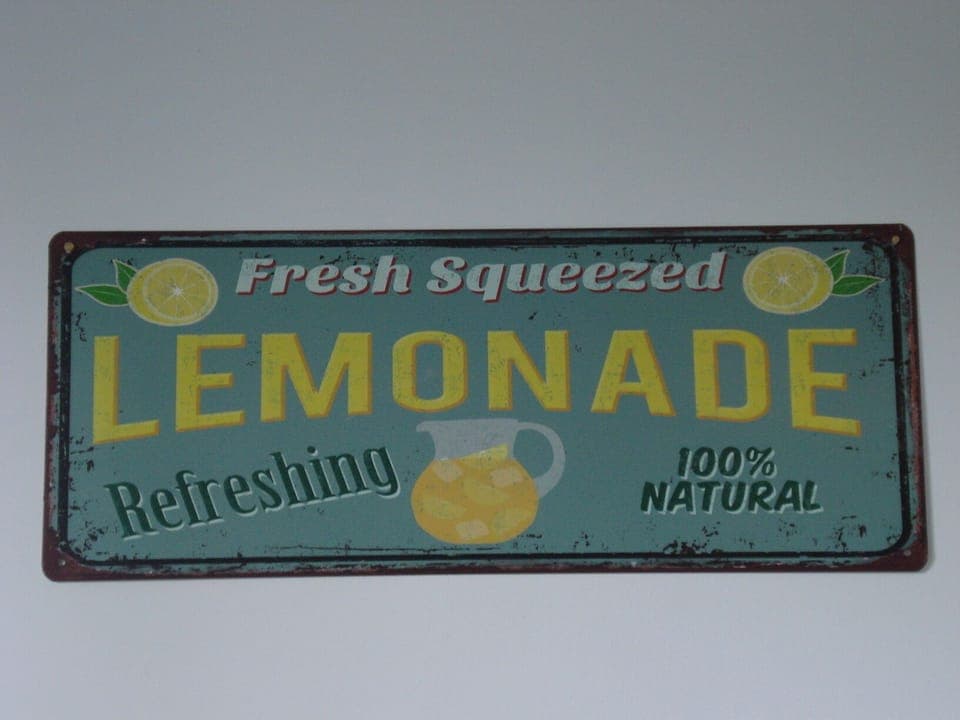 Fresh Squeezed
LEMONADE
Refreshing
100%
NATURAL